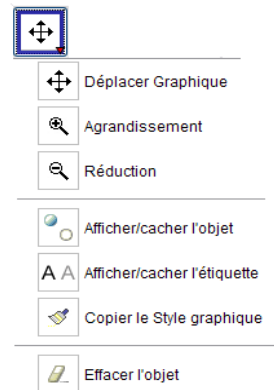 Déplacer Graphique
Agrandissement
Réduction
Afficher/cacher l'objet
A A Afficher/cacher l'étiquette
Copier le Style graphique
Effacer l'objet